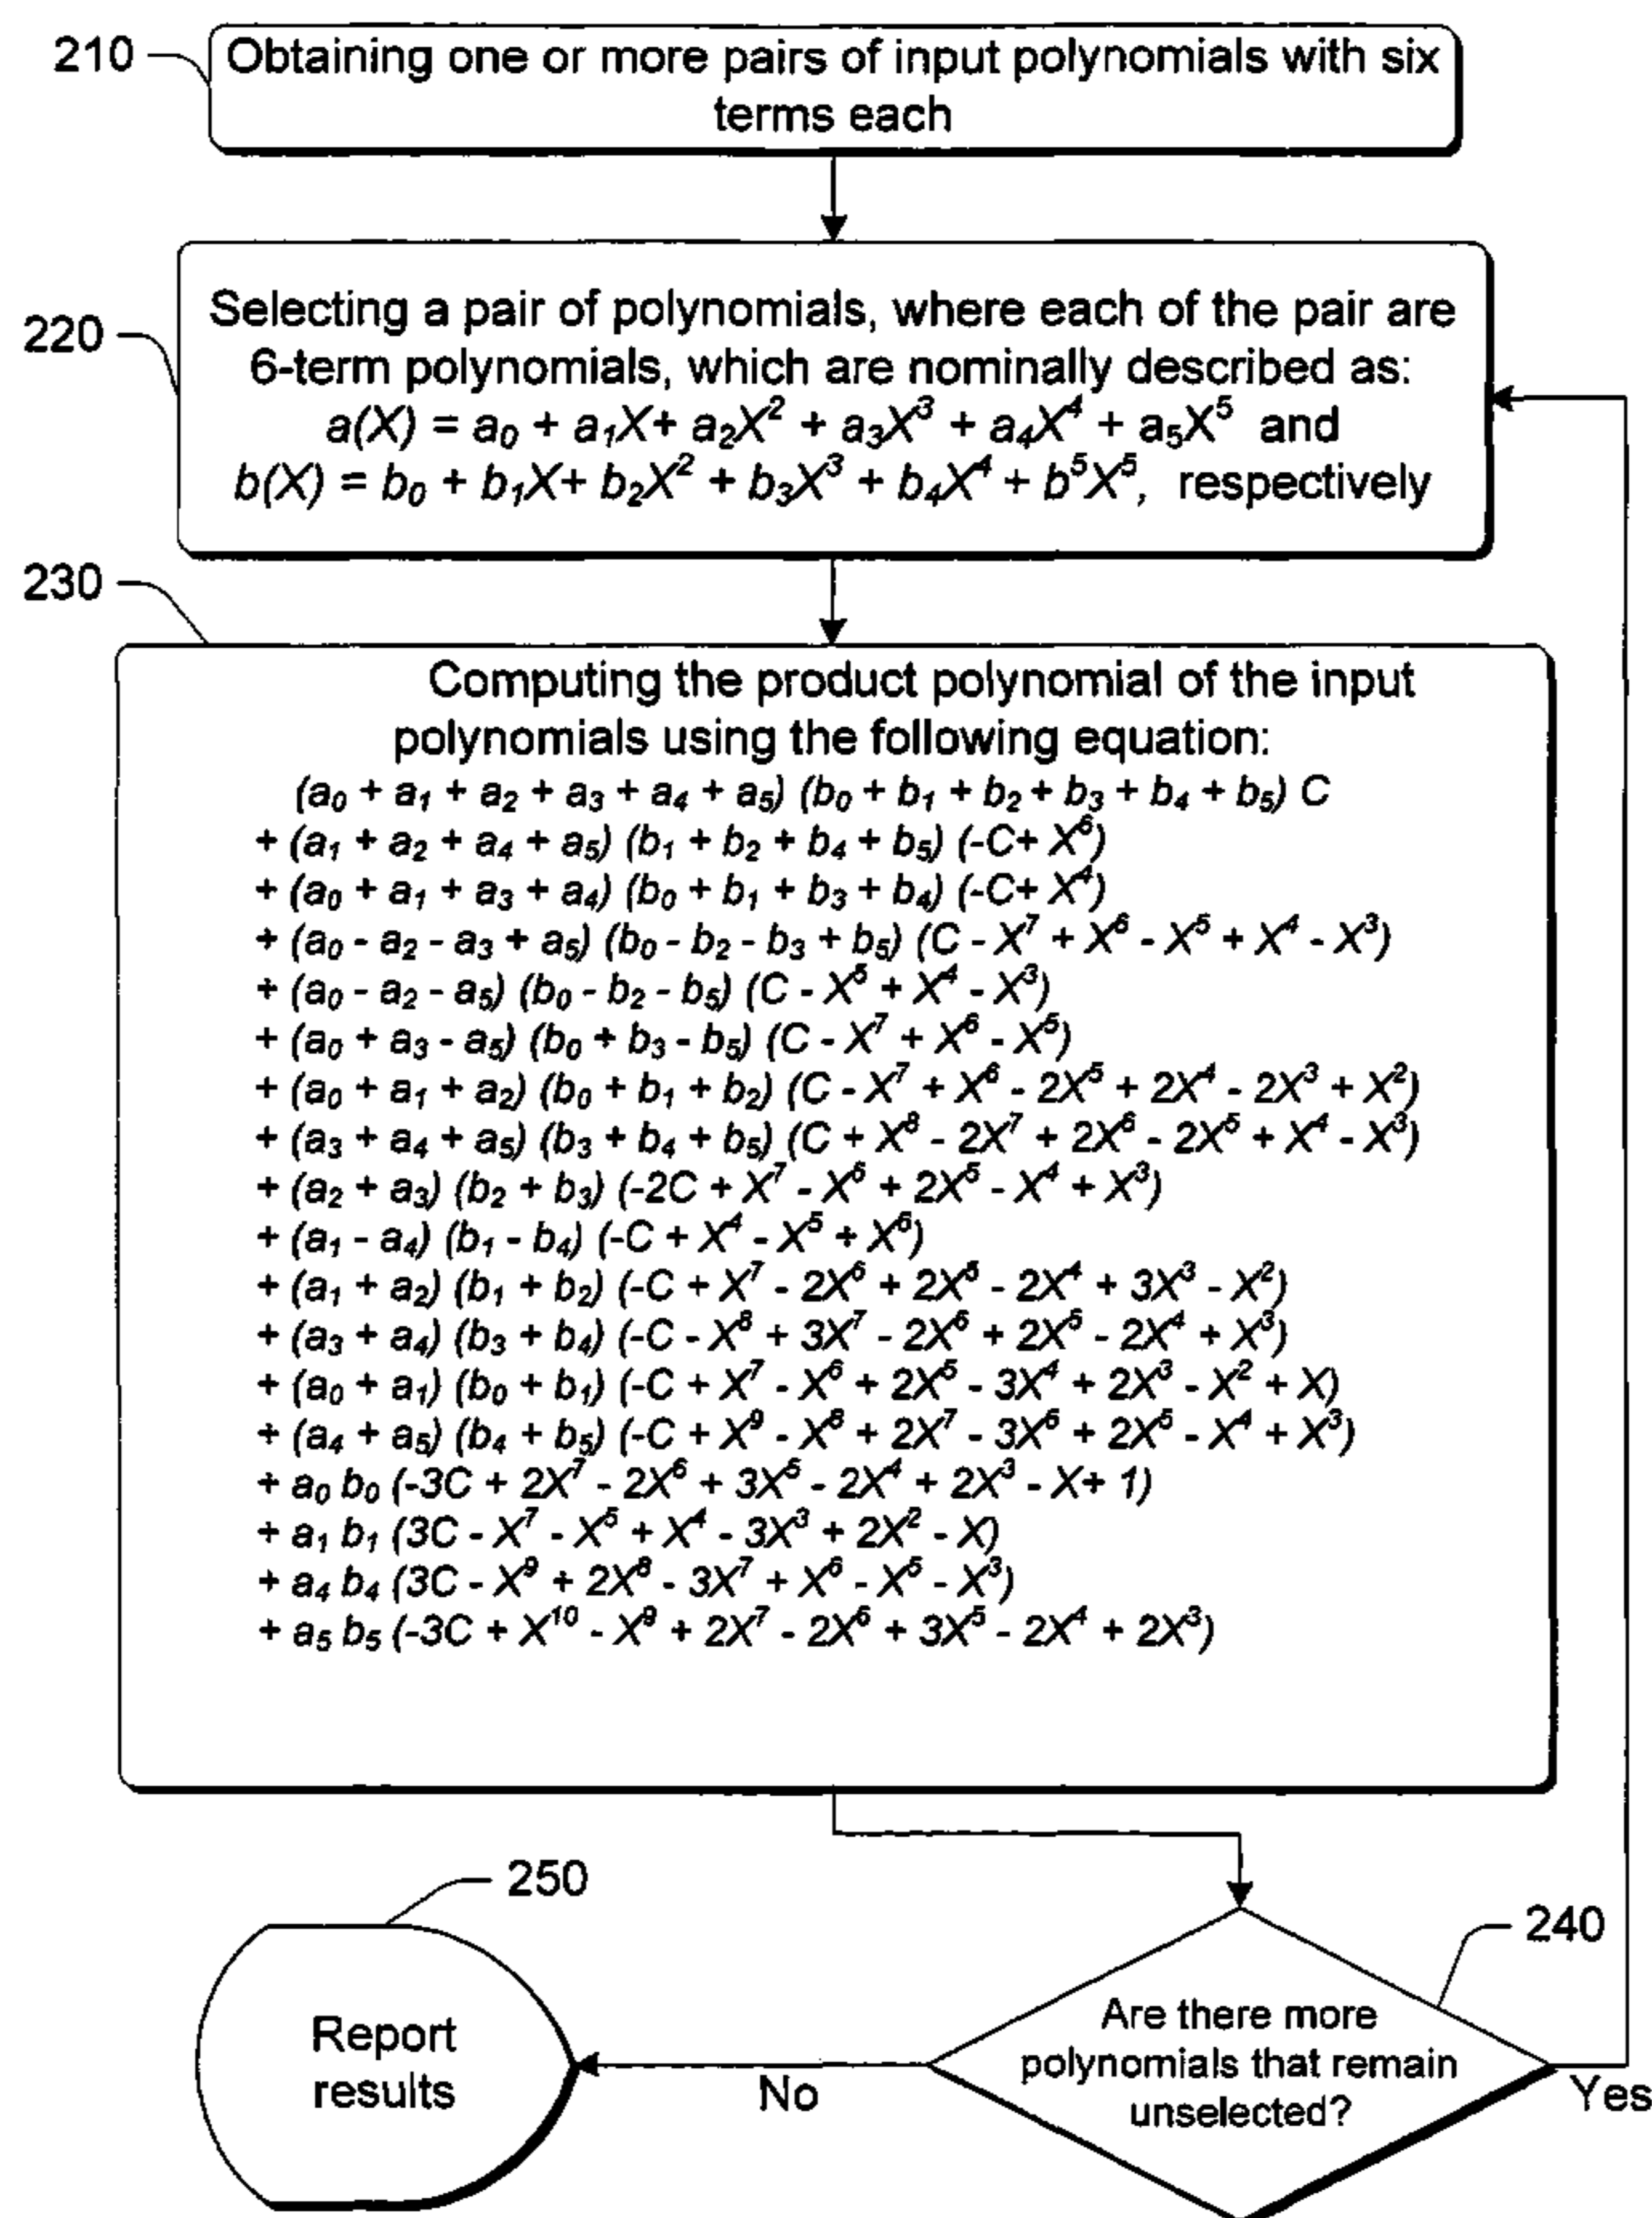 210
Obtaining one or more pairs of input polynomials with six
terms each
220
Selecting a pair of polynomials, where each of the pair are
6-term polynomials, which are nominally described as:
a(X) = a₀ + a₁X+ a₂X² + a₃X³ + a₄X⁴ + a₅X⁵ and
b(X) = b₀ + b₁X+ b₂X² + b₃X³ + b₄X⁴ + b⁵X⁵, respectively
230
Computing the product polynomial of the input
polynomials using the following equation:
(a₀ + a₁ + a₂ + a₃ + a₄ + a₅) (b₀ + b₁ + b₂ + b₃ + b₄ + b₅) C
+ (a₁ + a₂ + a₄ + a₅) (b₁ + b₂ + b₄ + b₅) (-C+ X⁶)
+ (a₀ + a₁ + a₃ + a₄) (b₀ + b₁ + b₃ + b₄) (-C+ X⁴)
+ (a₀ - a₂ - a₃ + a₅) (b₀ - b₂ - b₃ + b₅) (C - X⁷ + X⁶ - X⁵ + X⁴ - X³)
+ (a₀ - a₂ - a₅) (b₀ - b₂ - b₅) (C - X⁵ + X⁴ - X³)
+ (a₀ + a₃ - a₅) (b₀ + b₃ - b₅) (C - X⁷ + X⁶ - X⁵)
+ (a₀ + a₁ + a₂) (b₀ + b₁ + b₂) (C - X⁷ + X⁶ - 2X⁵ + 2X⁴ - 2X³ + X²)
+ (a₃ + a₄ + a₅) (b₃ + b₄ + b₅) (C + X⁸ - 2X⁷ + 2X⁶ - 2X⁵ + X⁴ - X³)
+ (a₂ + a₃) (b₂ + b₃) (-2C + X⁷ - X⁶ + 2X⁵ - X⁴ + X³)
+ (a₁ - a₄) (b₁ - b₄) (-C + X⁴ - X⁵ + X⁶)
+ (a₁ + a₂) (b₁ + b₂) (-C + X⁷ - 2X⁶ + 2X⁵ - 2X⁴ + 3X³ - X²)
+ (a₃ + a₄) (b₃ + b₄) (-C - X⁸ + 3X⁷ - 2X⁶ + 2X⁵ - 2X⁴ + X³)
+ (a₀ + a₁) (b₀ + b₁) (-C + X⁷ - X⁶ + 2X⁵ - 3X⁴ + 2X³ - X² + X)
+ (a₄ + a₅) (b₄ + b₅) (-C + X⁹ - X⁸ + 2X⁷ - 3X⁶ + 2X⁵ - X⁴ + X³)
+ a₀ b₀ (-3C + 2X⁷ - 2X⁶ + 3X⁵ - 2X⁴ + 2X³ - X+ 1)
+ a₁ b₁ (3C - X⁷ - X⁵ + X⁴ - 3X³ + 2X² - X)
+ a₄ b₄ (3C - X⁹ + 2X⁸ - 3X⁷ + X⁶ - X⁵ - X³)
+ a₅ b₅ (-3C + X¹⁰ - X⁹ + 2X⁷ - 2X⁶ + 3X⁵ - 2X⁴ + 2X³)
250
240
Are there more
polynomials that remain
unselected?
Report
results
No
Yes